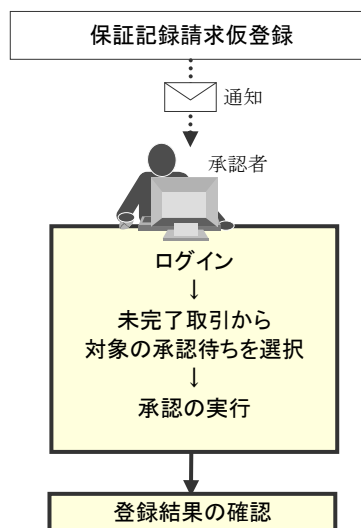 保証記録請求仮登録
通知
承認者
ログイン
↓
未完了取引から
対象の承認待ちを選択
↓
承認の実行
登録結果の確認